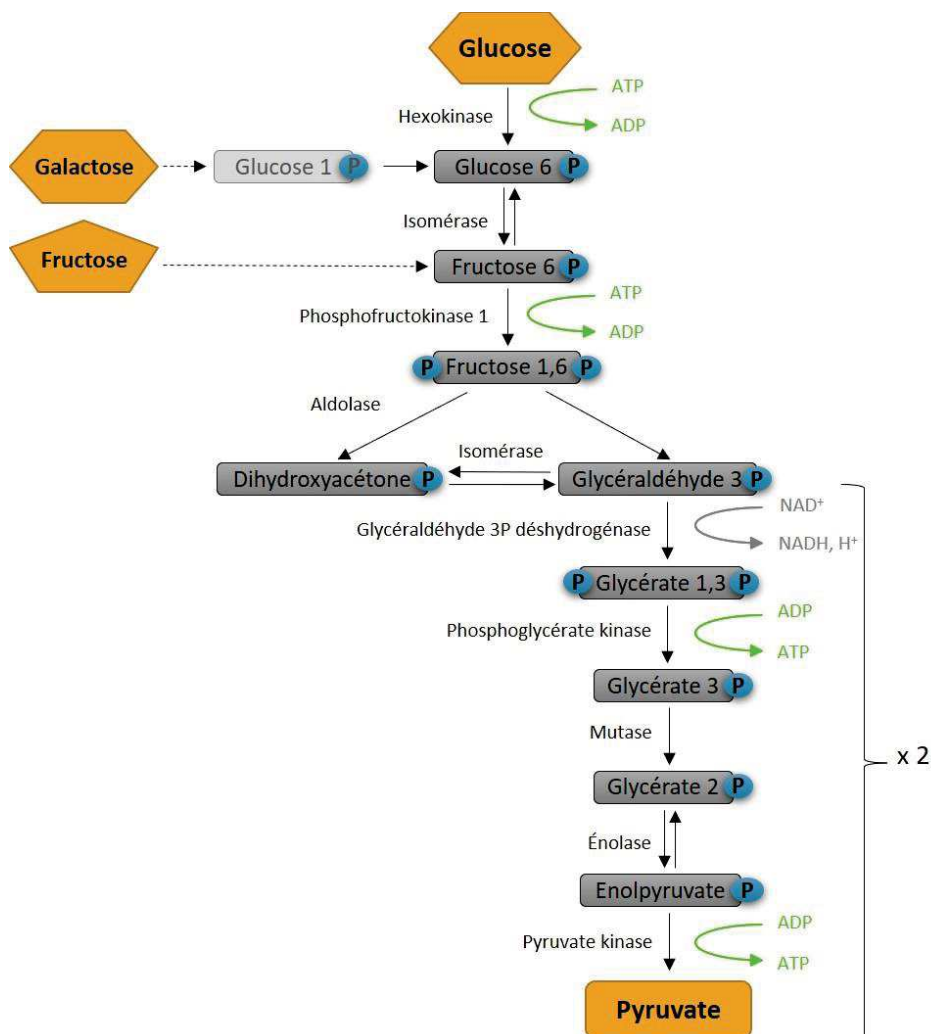 Glucose
ATP
Hexokinase
ADP
Galactose
Glucose 1 P
Glucose 6 P
Isomérase
Fructose
Fructose 6 P
ATP
Phosphofructokinase 1
ADP
P Fructose 1,6 P
Aldolase
Isomérase
Dihydroxyacétone P
Glycéraldéhyde 3 P
NAD+
Glycéraldéhyde 3P déshydrogénase
NADH, H+
P Glycérate 1,3 P
ADP
Phosphoglycérate kinase
ATP
Glycérate 3 P
Mutase
x 2
Glycérate 2 P
Énolase
Enolpyruvate P
ADP
Pyruvate kinase
ATP
Pyruvate